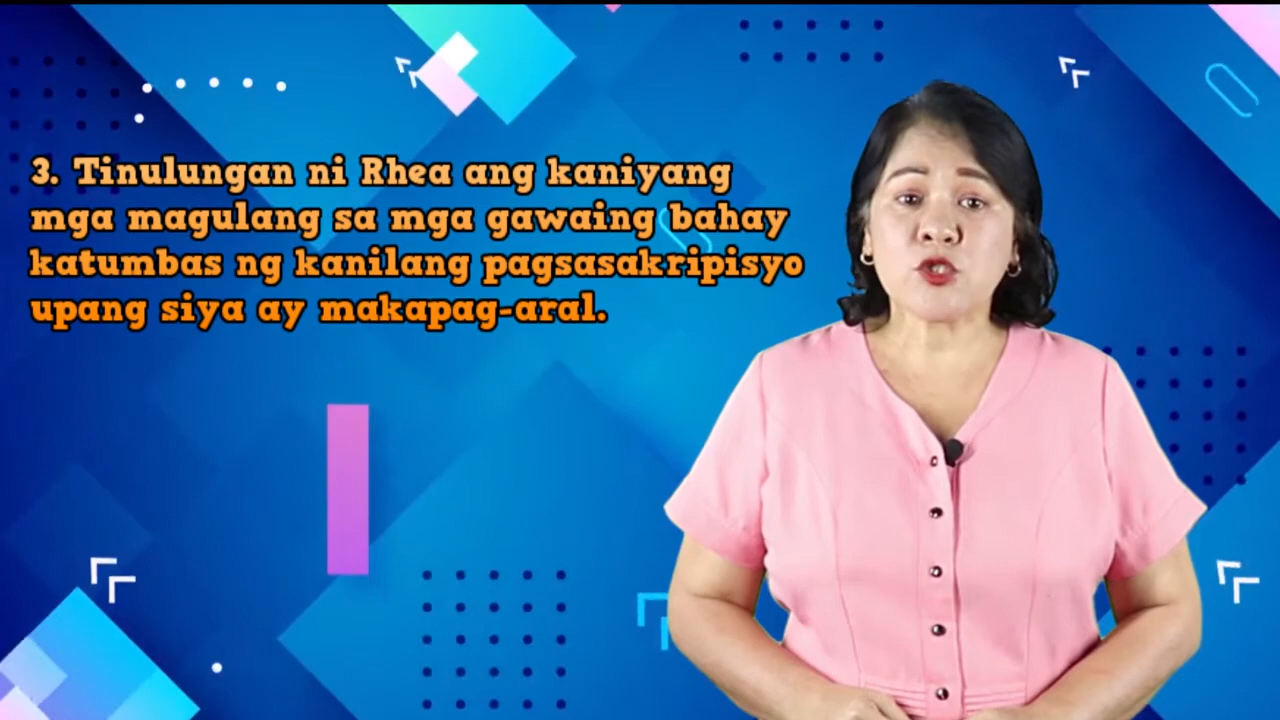 3. Tinulungan ni Rhea ang kaniyang
mga magulang sa mga gawaing bahay
katumbas ng kanilang pagsasakripisyo
upang siya ay makapag-aral.